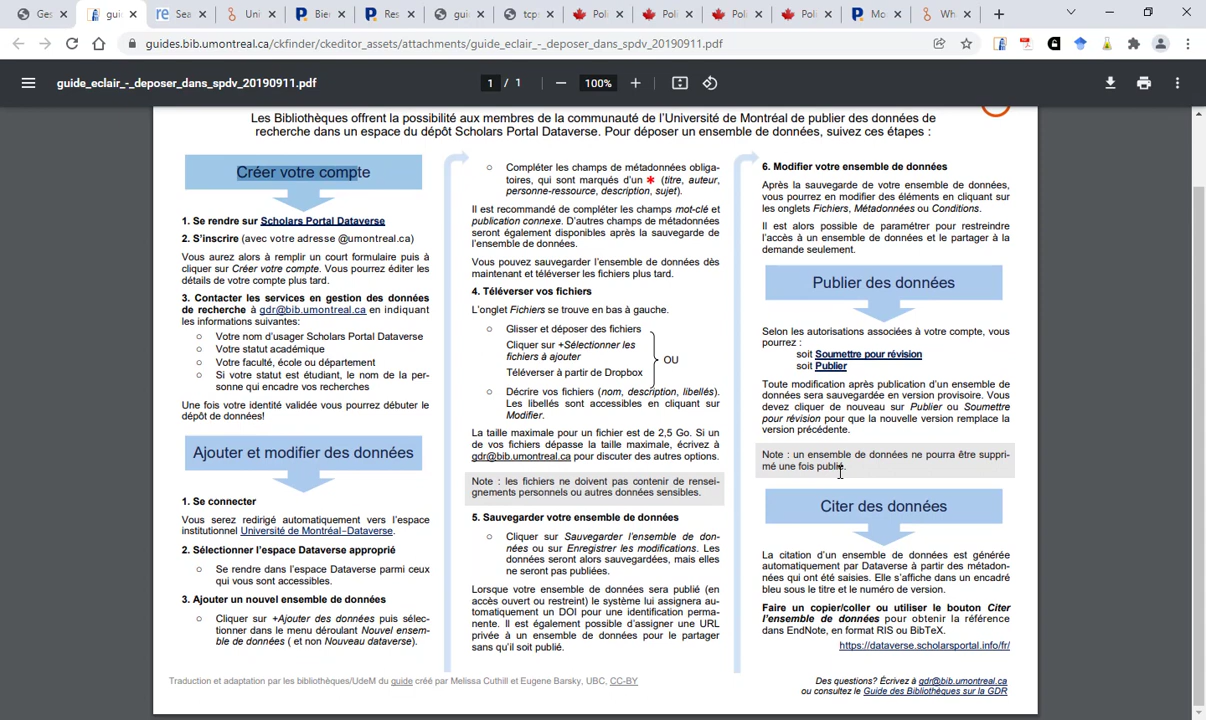 Ges
gui
Sea
Uni
Bier
Res
gui
tcp
Poli
Poli
Poli
Poli
Mo
Wh
guides.bib.umontreal.ca/ckfinder/ckeditor_assets/attachments/guide_eclair_-_deposer_dans_spdv_20190911.pdf
guide_eclair_-_deposer_dans_spdv_20190911.pdf
1 / 1
100%
Les Bibliothèques offrent la possibilité aux membres de la communauté de l'Université de Montréal de publier des données de
recherche dans un espace du dépôt Scholars Portal Dataverse. Pour déposer un ensemble de données, suivez ces étapes :
Créer votre compte
1. Se rendre sur Scholars Portal Dataverse
2. S'inscrire (avec votre adresse @umontreal.ca)
Vous aurez alors à remplir un court formulaire puis à
cliquer sur Créer votre compte. Vous pourrez éditer les
détails de votre compte plus tard.
3. Contacter les services en gestion des données
de recherche à gdr@bib.umontreal.ca en indiquant
les informations suivantes:
○ Votre nom d'usager Scholars Portal Dataverse
○ Votre statut académique
○ Votre faculté, école ou département
○ Si votre statut est étudiant, le nom de la per-
sonne qui encadre vos recherches
Une fois votre identité validée vous pourrez débuter le
dépôt de données!
Ajouter et modifier des données
1. Se connecter
Vous serez redirigé automatiquement vers l'espace
institutionnel Université de Montréal–Dataverse.
2. Sélectionner l'espace Dataverse approprié
○ Se rendre dans l'espace Dataverse parmi ceux
qui vous sont accessibles.
3. Ajouter un nouvel ensemble de données
○ Cliquer sur +Ajouter des données puis sélec-
tionner dans le menu déroulant Nouvel ensem-
ble de données ( et non Nouveau dataverse).
○ Compléter les champs de métadonnées obliga-
toires, qui sont marqués d'un * (titre, auteur,
personne-ressource, description, sujet).
Il est recommandé de compléter les champs mot-clé et
publication connexe. D'autres champs de métadonnées
seront également disponibles après la sauvegarde de
l'ensemble de données.
Vous pouvez sauvegarder l'ensemble de données dès
maintenant et téléverser les fichiers plus tard.
4. Téléverser vos fichiers
L'onglet Fichiers se trouve en bas à gauche.
○ Glisser et déposer des fichiers
Cliquer sur +Sélectionner les
fichiers à ajouter
OU
Téléverser à partir de Dropbox
○ Décrire vos fichiers (nom, description, libellés).
Les libellés sont accessibles en cliquant sur
Modifier.
La taille maximale pour un fichier est de 2,5 Go. Si un
de vos fichiers dépasse la taille maximale, écrivez à
gdr@bib.umontreal.ca pour discuter des autres options.
Note : les fichiers ne doivent pas contenir de rensei-
gnements personnels ou autres données sensibles.
5. Sauvegarder votre ensemble de données
○ Cliquer sur Sauvegarder l'ensemble de don-
nées ou sur Enregistrer les modifications. Les
données seront alors sauvegardées, mais elles
ne seront pas publiées.
Lorsque votre ensemble de données sera publié (en
accès ouvert ou restreint) le système lui assignera au-
tomatiquement un DOI pour une identification perma-
nente. Il est également possible d'assigner une URL
privée à un ensemble de données pour le partager
sans qu'il soit publié.
6. Modifier votre ensemble de données
Après la sauvegarde de votre ensemble de données,
vous pourrez en modifier des éléments en cliquant sur
les onglets Fichiers, Métadonnées ou Conditions.
Il est alors possible de paramétrer pour restreindre
l'accès à un ensemble de données et le partager à la
demande seulement.
Publier des données
Selon les autorisations associées à votre compte, vous
pourrez :
soit Soumettre pour révision
soit Publier
Toute modification après publication d'un ensemble de
données sera sauvegardée en version provisoire. Vous
devez cliquer de nouveau sur Publier ou Soumettre
pour révision pour que la nouvelle version remplace la
version précédente.
Note : un ensemble de données ne pourra être suppri-
mé une fois publié.
Citer des données
La citation d'un ensemble de données est générée
automatiquement par Dataverse à partir des métadon-
nées qui ont été saisies. Elle s'affiche dans un encadré
bleu sous le titre et le numéro de version.
Faire un copier/coller ou utiliser le bouton Citer
l'ensemble de données pour obtenir la référence
dans EndNote, en format RIS ou BibTeX.
https://dataverse.scholarsportal.info/fr/
Traduction et adaptation par les bibliothèques/UdeM du guide créé par Melissa Cuthill et Eugene Barsky, UBC, CC-BY
Des questions? Écrivez à gdr@bib.umontreal.ca
ou consultez le Guide des Bibliothèques sur la GDR